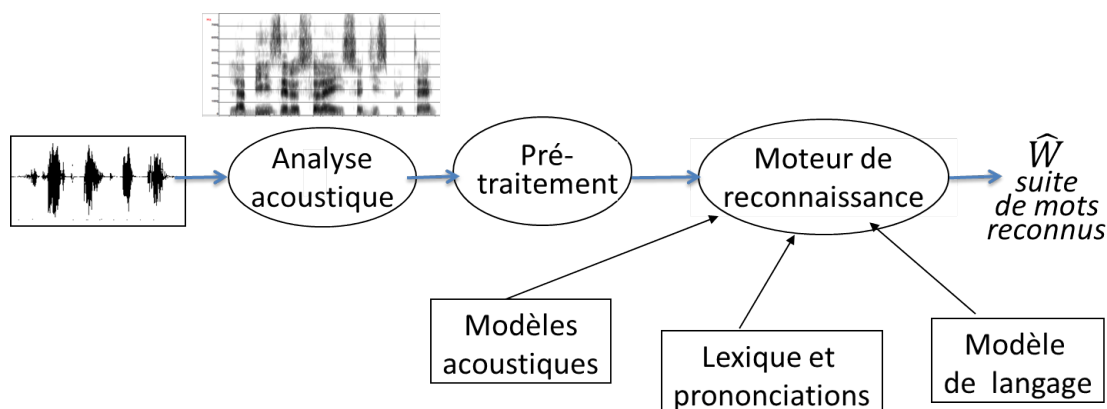 Analyse
acoustique
Pré-
traitement
Moteur de
reconnaissance
Ŵ
suite
de mots
reconnus
Modèles
acoustiques
Lexique et
prononciations
Modèle
de langage